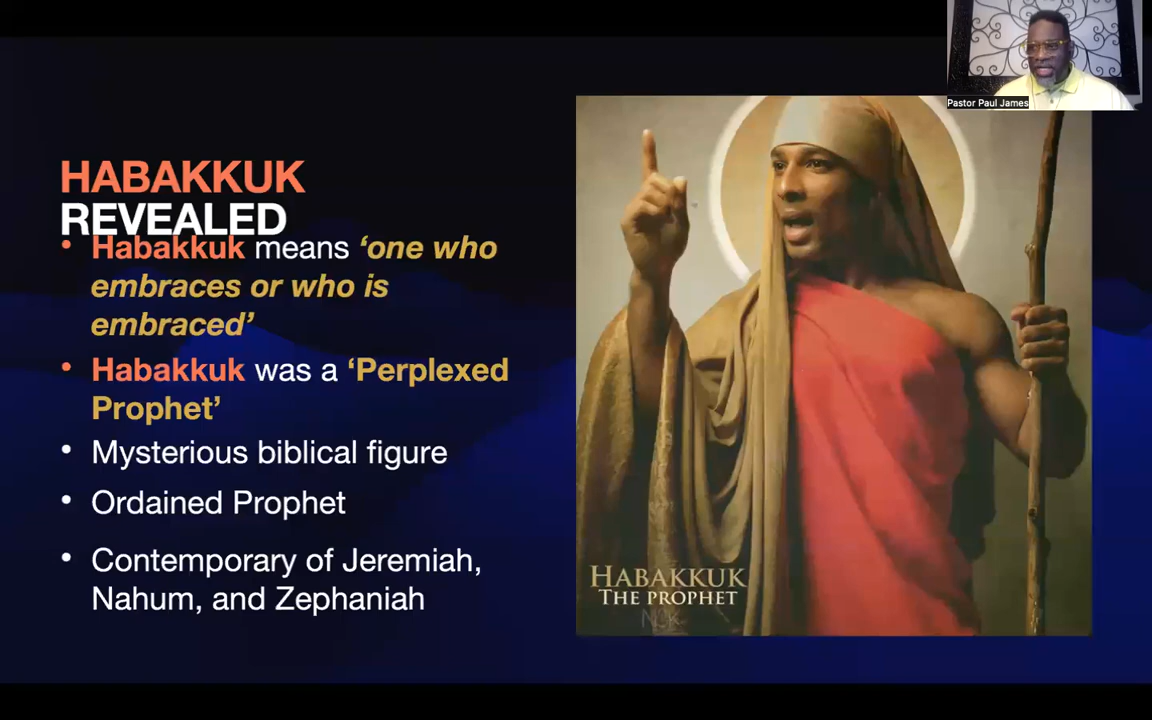 Pastor Paul James
HABAKKUK
REVEALED
• Habakkuk means ‘one who
embraces or who is
embraced’
• Habakkuk was a ‘Perplexed
Prophet’
• Mysterious biblical figure
• Ordained Prophet
• Contemporary of Jeremiah,
Nahum, and Zephaniah
HABAKKUK
THE PROPHET